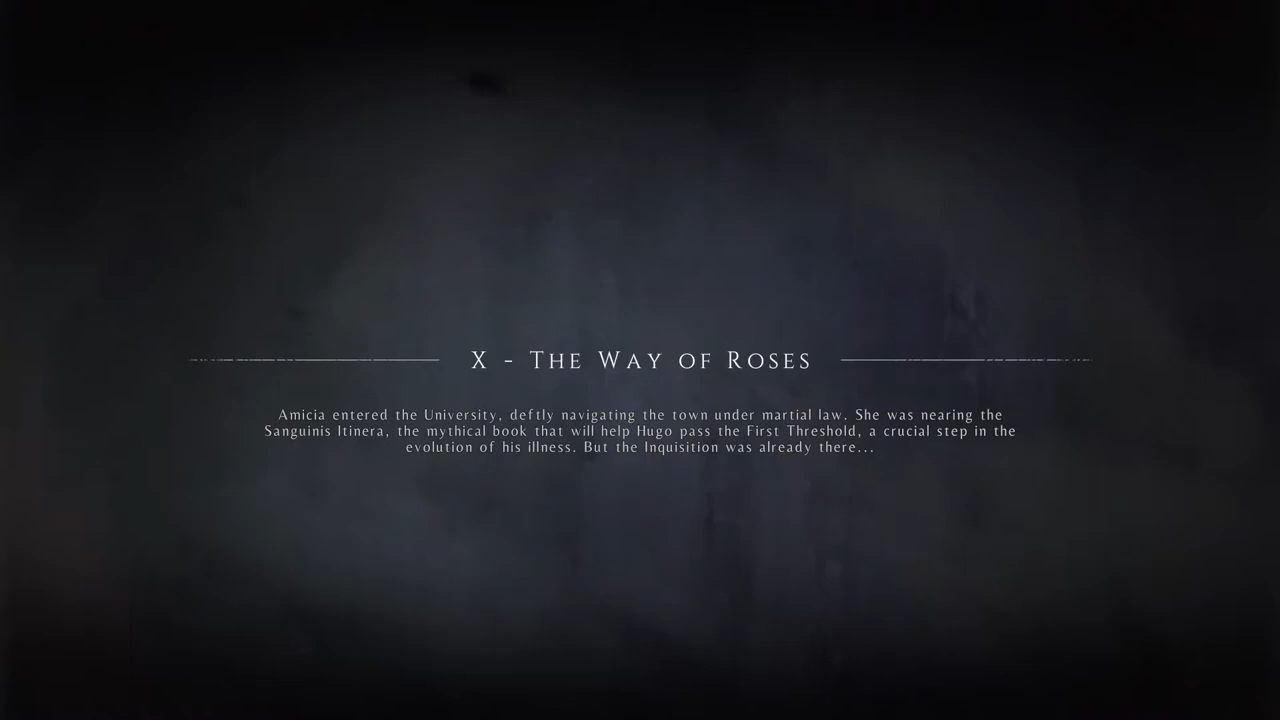 X - The Way of Roses
Amicia entered the University, deftly navigating the town under martial law. She was nearing the
Sanguinis Itinera, the mythical book that will help Hugo pass the First Threshold, a crucial step in the
evolution of his illness. But the Inquisition was already there...